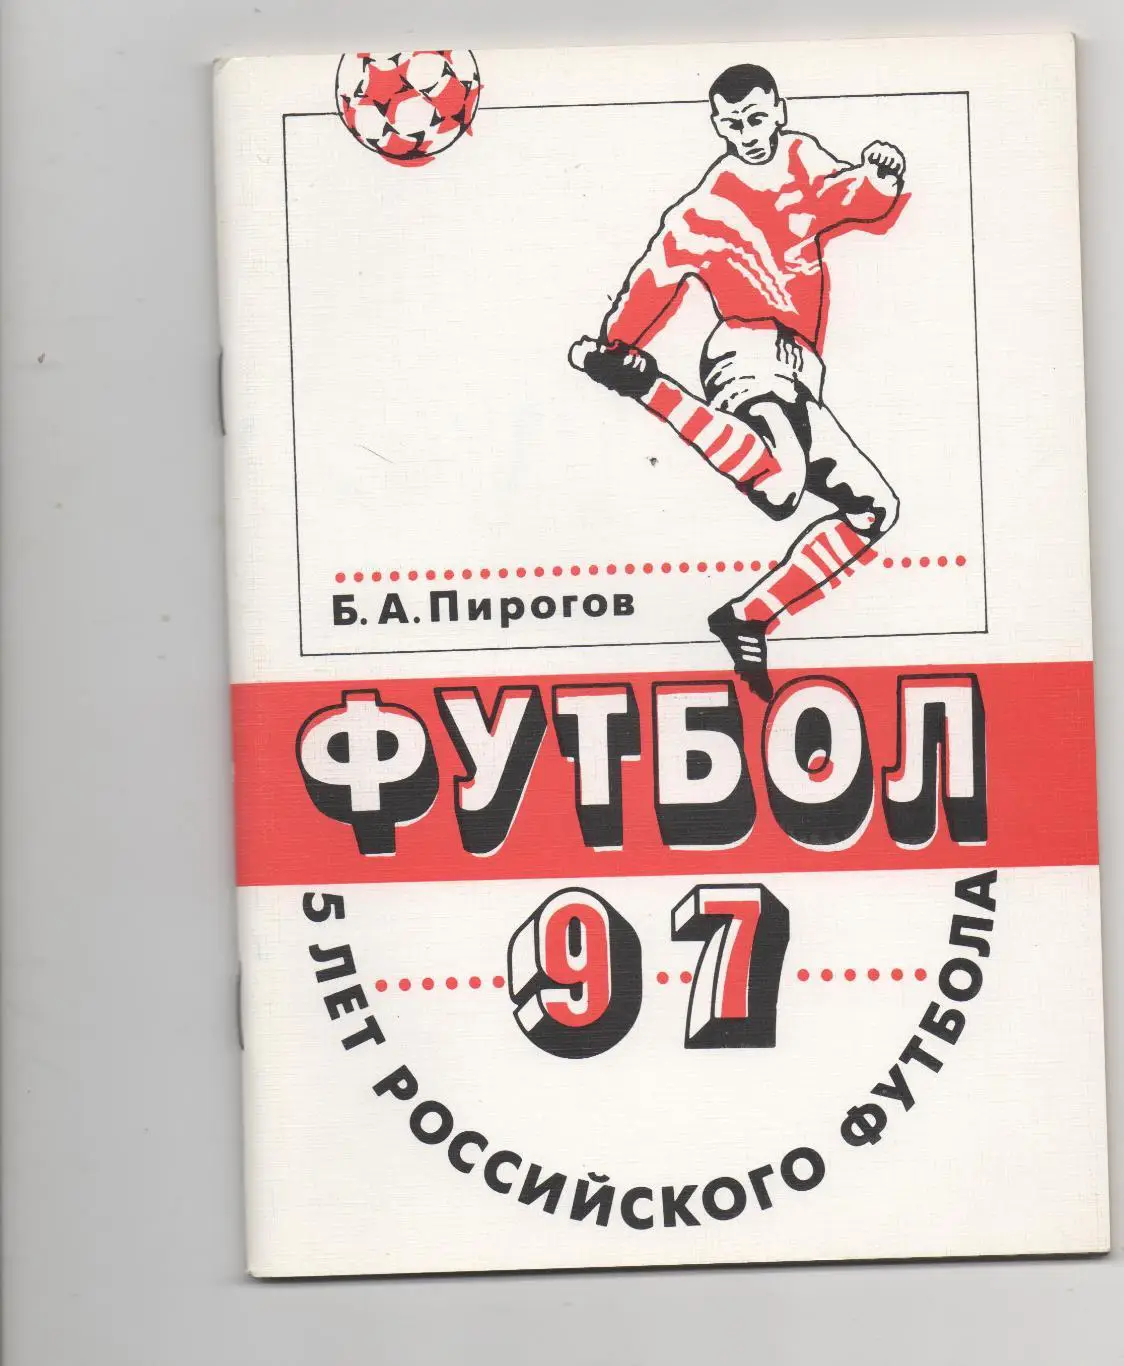 Б. А. Пирогов
ФУТБОЛ
97
5 ЛЕТ РОССИЙСКОГО ФУТБОЛА